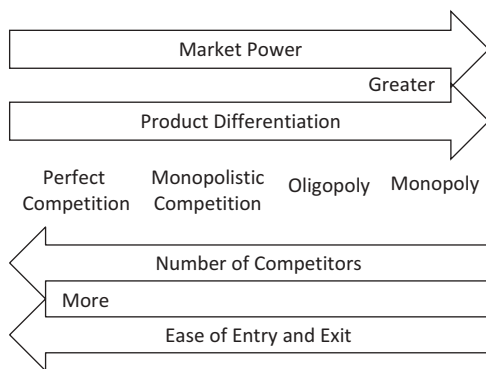 Market Power
Greater
Product Differentiation
Perfect Competition
Monopolistic Competition
Oligopoly
Monopoly
Number of Competitors
More
Ease of Entry and Exit